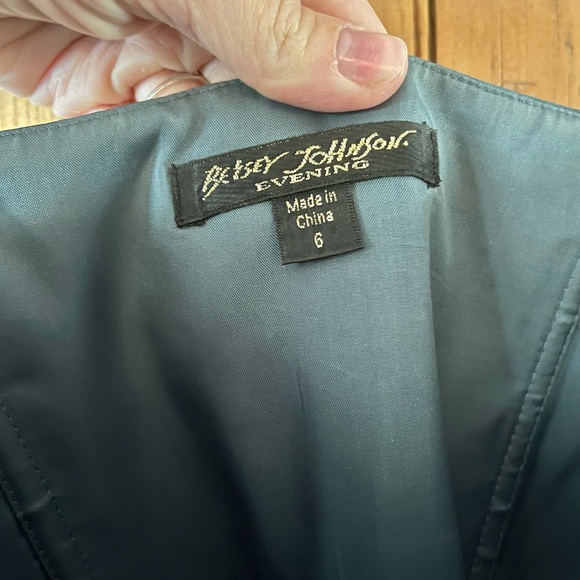 BETSEY JOHNSON.
EVENING
Made in
China
6